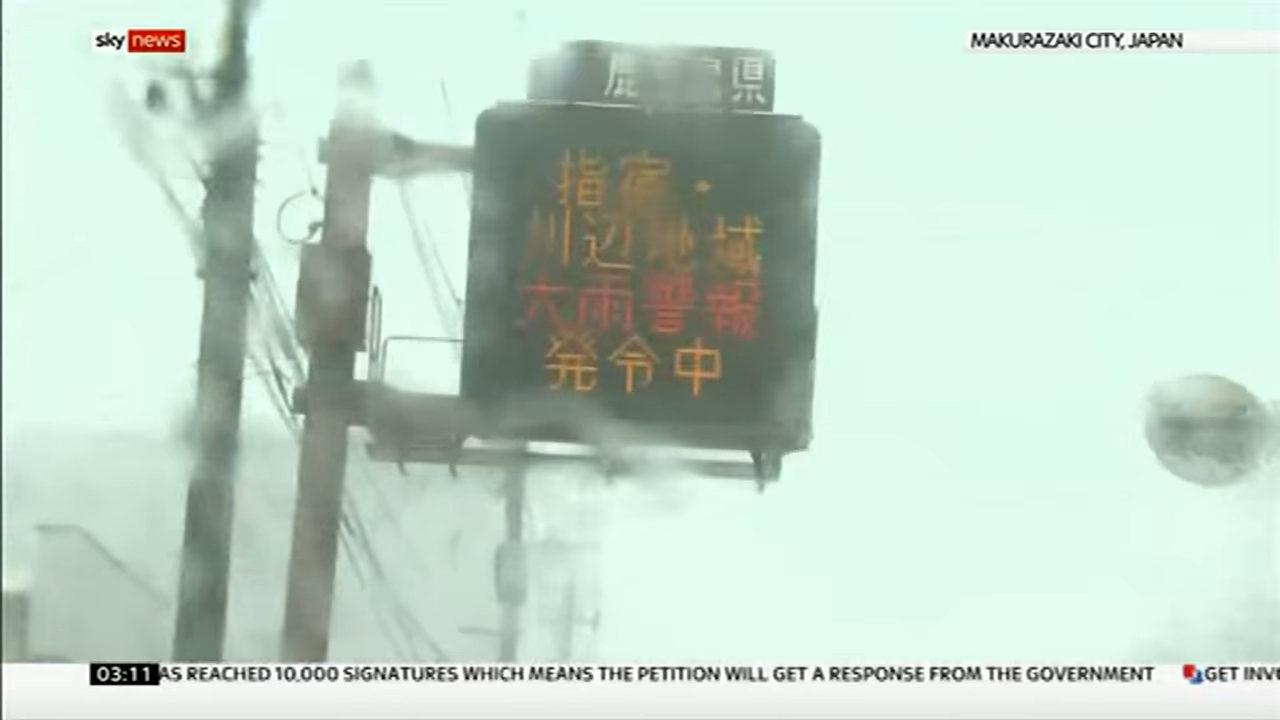 sky news
MAKURAZAKI CITY, JAPAN
県
指宿・
川辺地域
大雨警報
発令中
03:11
AS REACHED 10,000 SIGNATURES WHICH MEANS THE PETITION WILL GET A RESPONSE FROM THE GOVERNMENT
GET